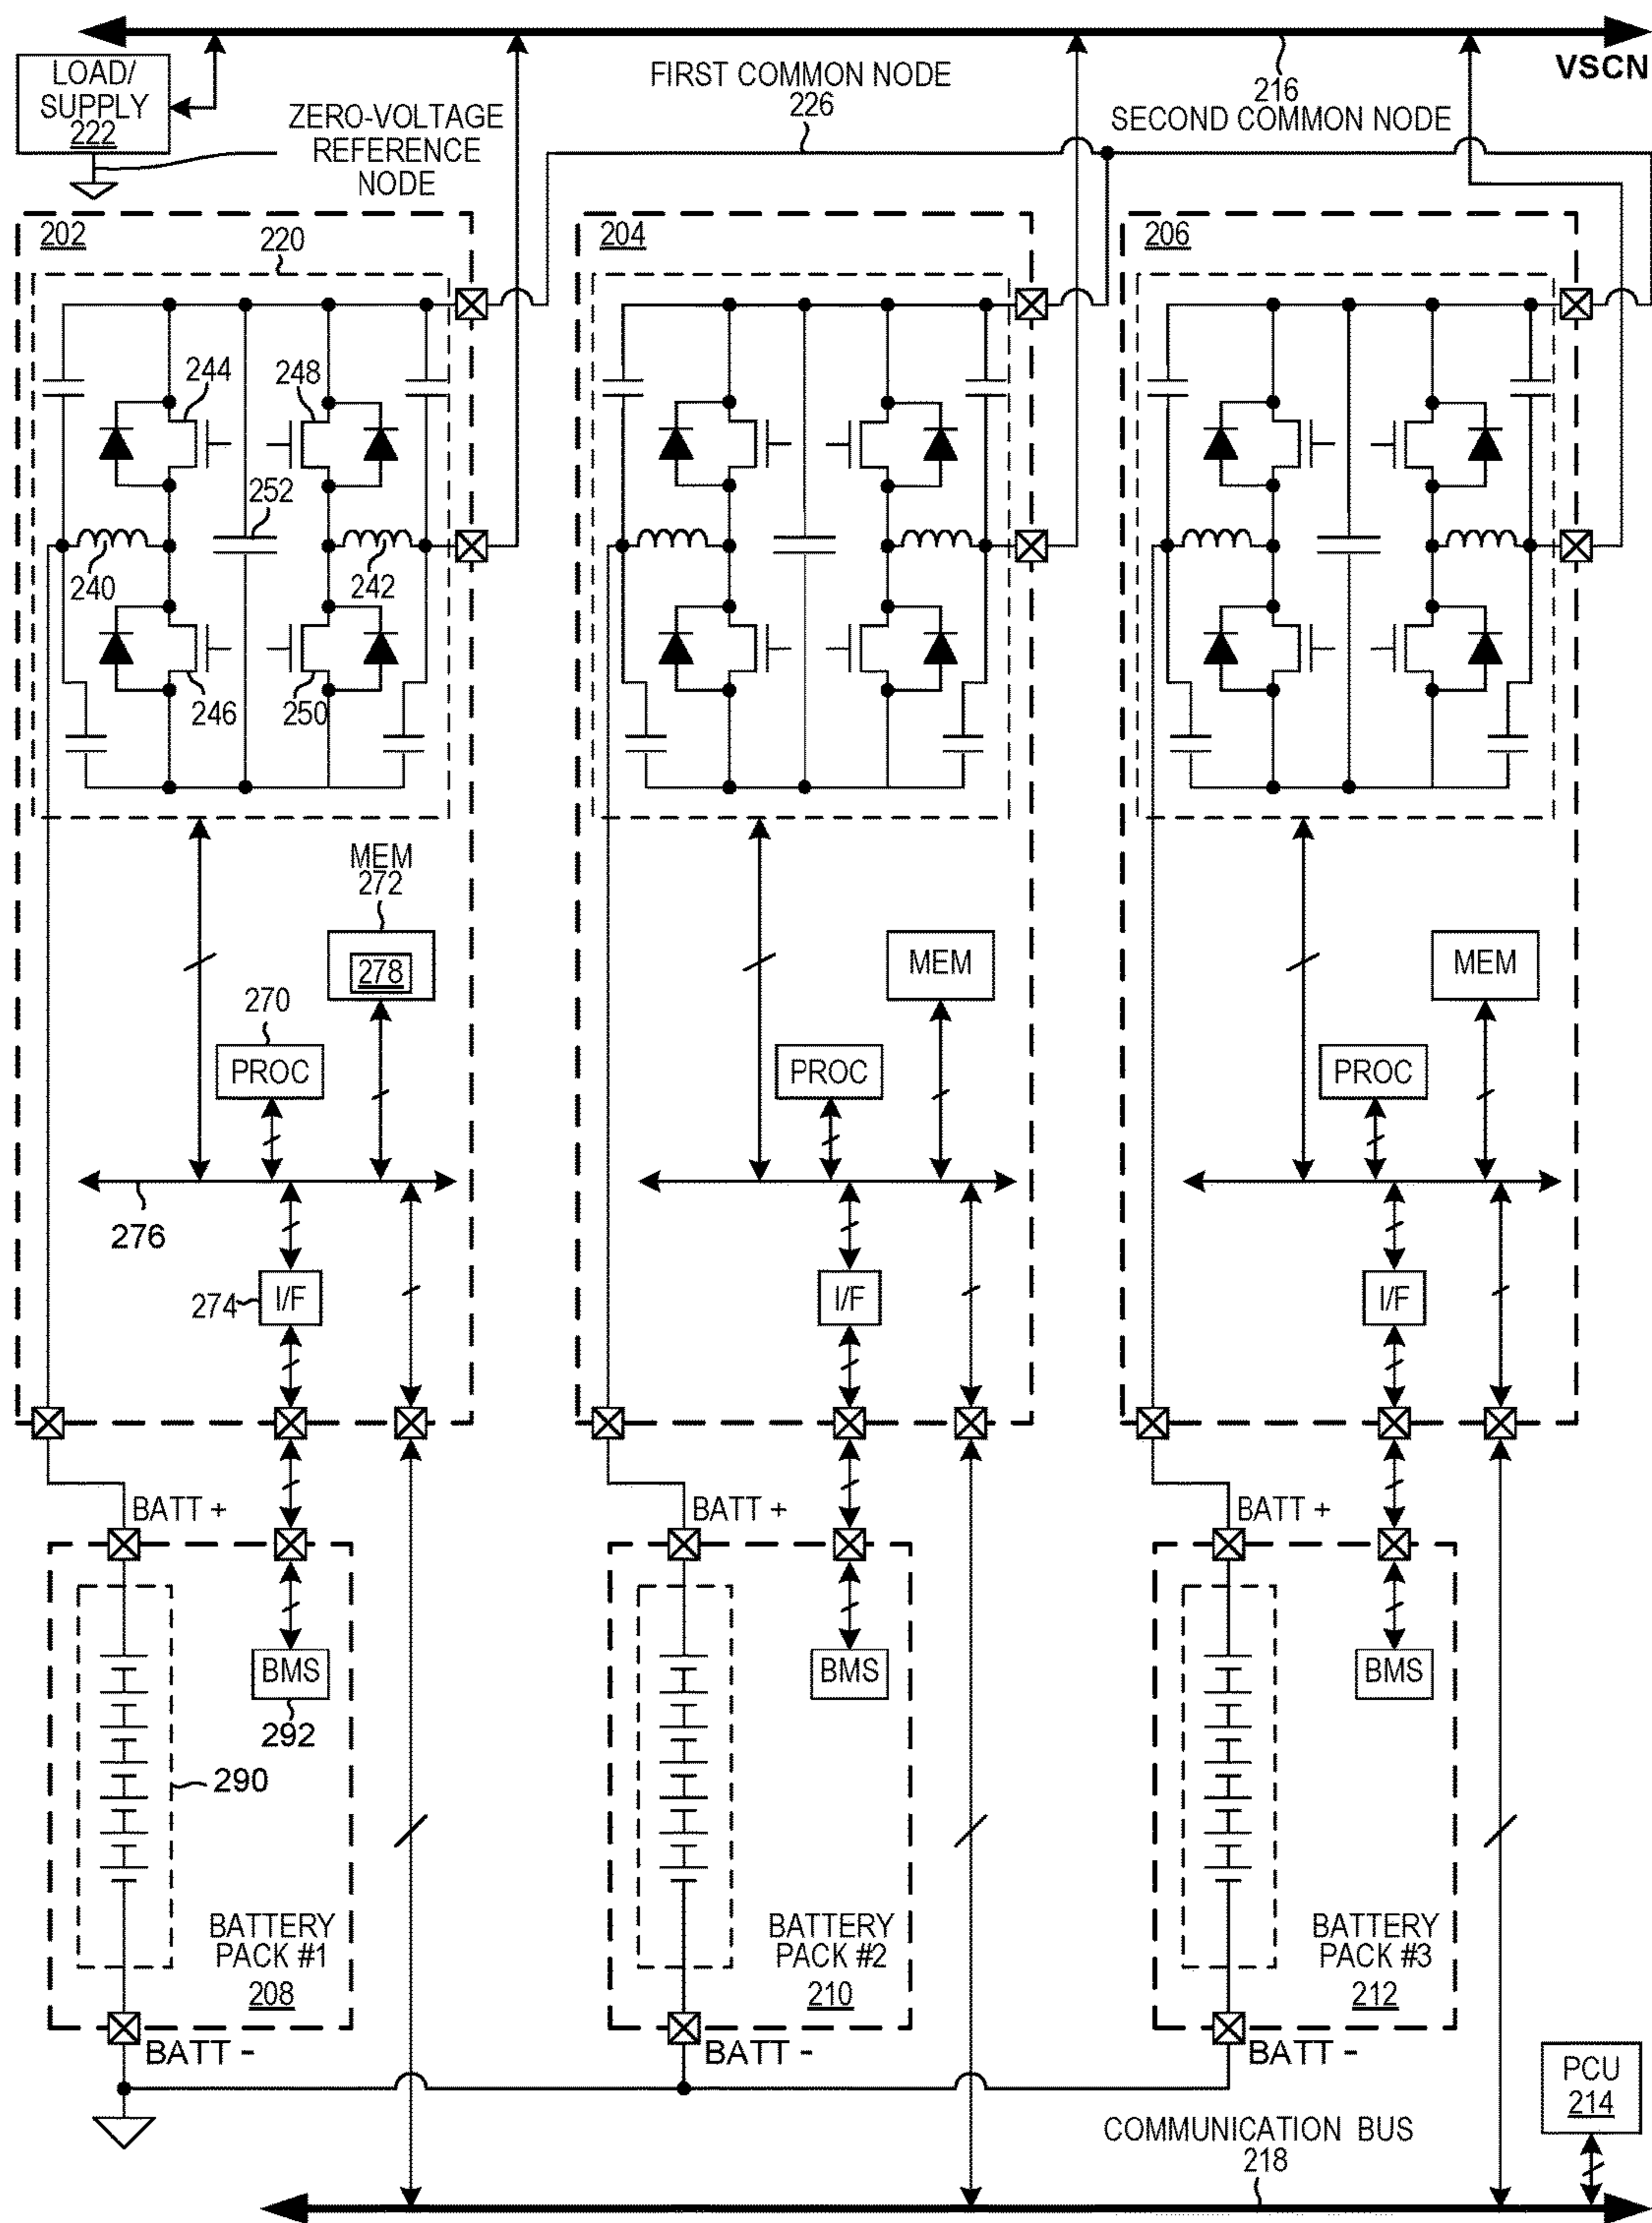 VSCN
LOAD/
SUPPLY
222
ZERO-VOLTAGE
REFERENCE
NODE
FIRST COMMON NODE
226
216
SECOND COMMON NODE
202
220
204
206
244
248
252
240
242
246
250
MEM
272
278
MEM
MEM
270
PROC
PROC
PROC
276
274
I/F
I/F
I/F
BATT +
BATT +
BATT +
BMS
BMS
BMS
292
290
BATTERY
PACK #1
208
BATTERY
PACK #2
210
BATTERY
PACK #3
212
BATT -
BATT -
BATT -
PCU
214
COMMUNICATION BUS
218